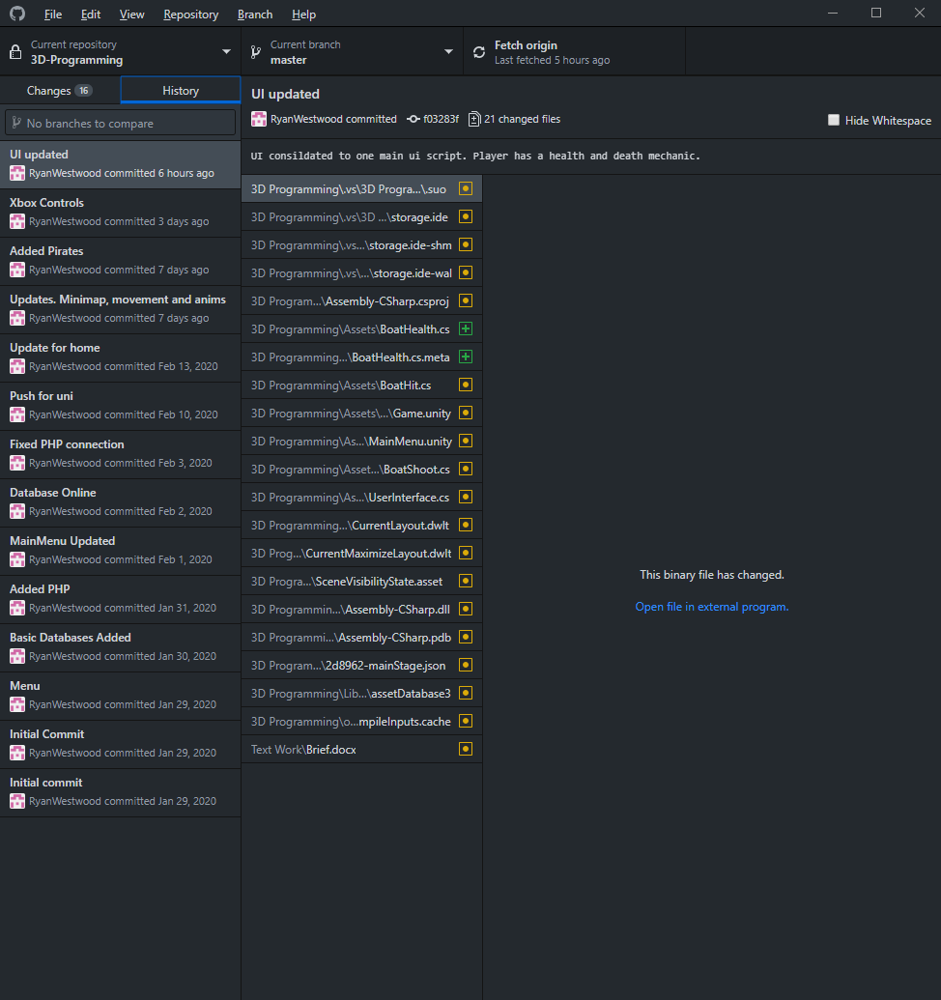 File Edit View Repository Branch Help
Current repository
3D-Programming
Current branch
master
Fetch origin
Last fetched 5 hours ago
Changes 16
History
No branches to compare
UI updated
RyanWestwood committed 6 hours ago
Xbox Controls
RyanWestwood committed 3 days ago
Added Pirates
RyanWestwood committed 7 days ago
Updates. Minimap, movement and anims
RyanWestwood committed 7 days ago
Update for home
RyanWestwood committed Feb 13, 2020
Push for uni
RyanWestwood committed Feb 10, 2020
Fixed PHP connection
RyanWestwood committed Feb 3, 2020
Database Online
RyanWestwood committed Feb 2, 2020
MainMenu Updated
RyanWestwood committed Feb 1, 2020
Added PHP
RyanWestwood committed Jan 31, 2020
Basic Databases Added
RyanWestwood committed Jan 30, 2020
Menu
RyanWestwood committed Jan 29, 2020
Initial Commit
RyanWestwood committed Jan 29, 2020
Initial commit
RyanWestwood committed Jan 29, 2020
UI updated
RyanWestwood committed f03283f 21 changed files
Hide Whitespace
UI consildated to one main ui script. Player has a health and death mechanic.
3D Programming\.vs\3D Progra...\.suo
3D Programming\.vs\3D ...\storage.ide
3D Programming\.vs...\storage.ide-shm
3D Programming\.vs\...\storage.ide-wal
3D Program...\Assembly-CSharp.csproj
3D Programming\Assets\BoatHealth.cs
3D Programming...\BoatHealth.cs.meta
3D Programming\Assets\BoatHit.cs
3D Programming\Assets\...\Game.unity
3D Programming\As...\MainMenu.unity
3D Programming\Asset...\BoatShoot.cs
3D Programming\As...\UserInterface.cs
3D Programming...\CurrentLayout.dwlt
3D Prog...\CurrentMaximizeLayout.dwlt
3D Progra...\SceneVisibilityState.asset
3D Programmin...\Assembly-CSharp.dll
3D Programmi...\Assembly-CSharp.pdb
3D Program...\2d8962-mainStage.json
3D Programming\Lib...\assetDatabase3
3D Programming\o...mpileInputs.cache
Text Work\Brief.docx
This binary file has changed.
Open file in external program.